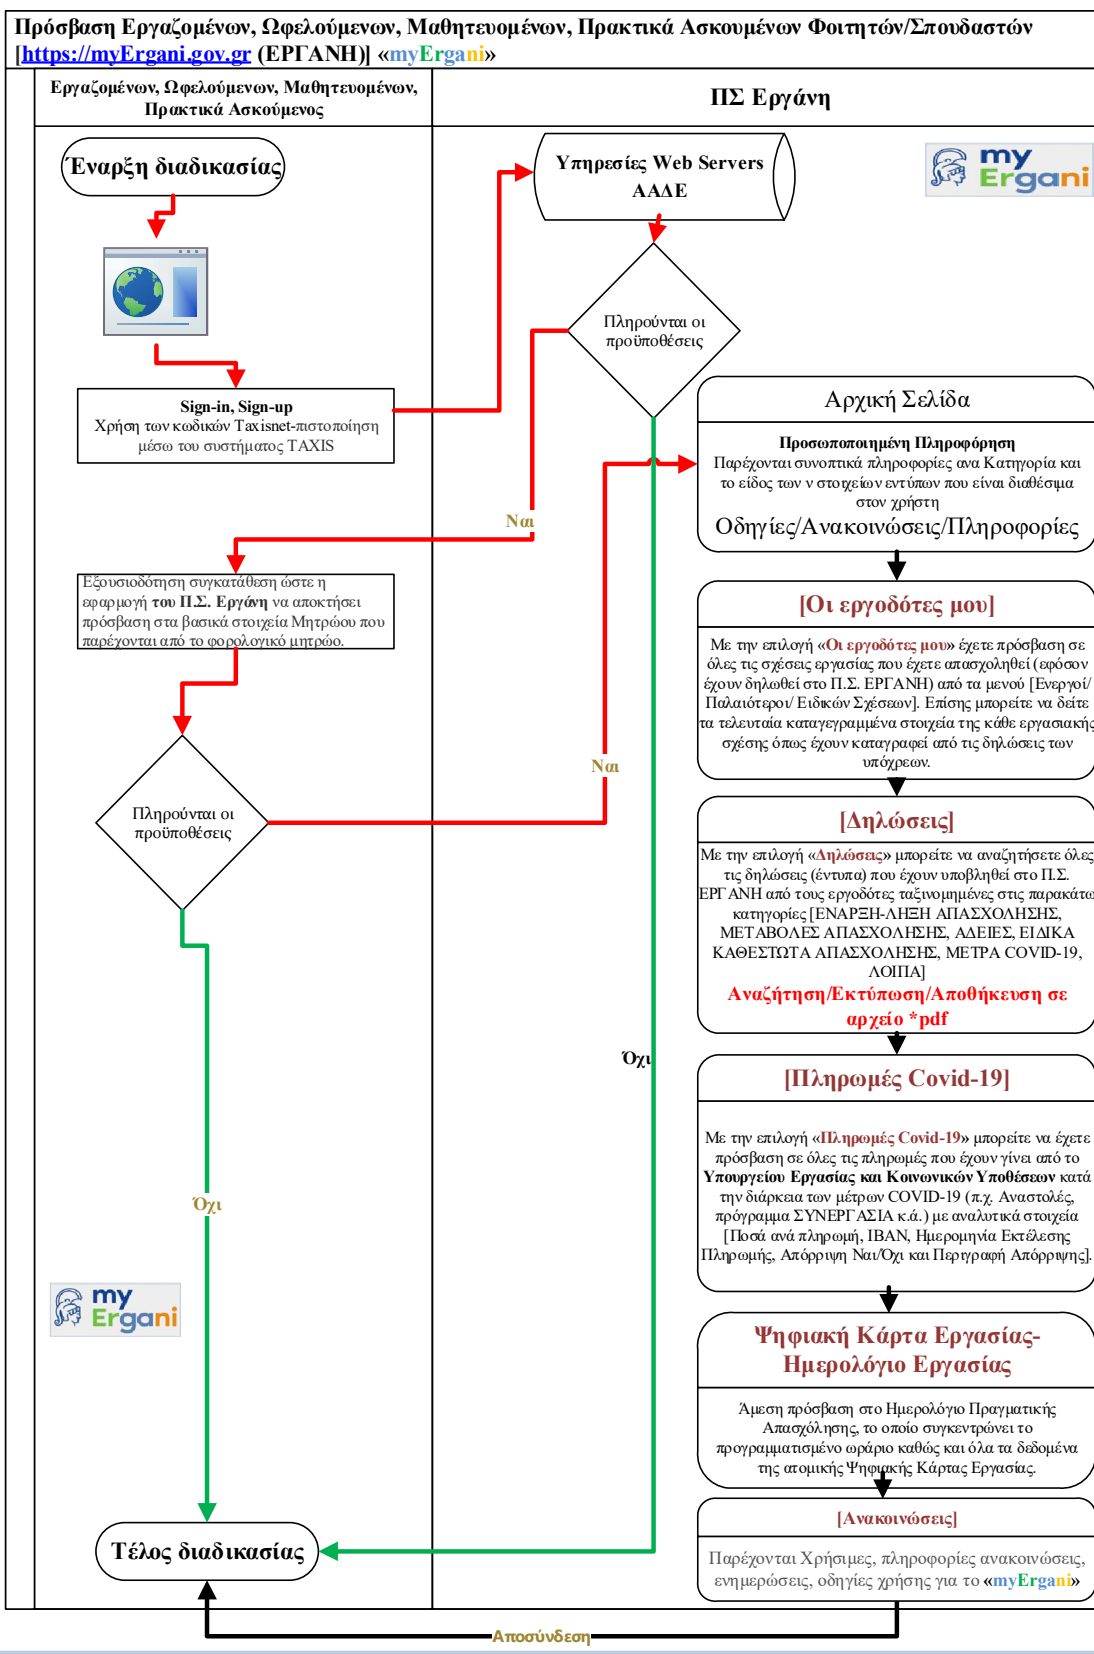 Πρόσβαση Εργαζομένων, Ωφελούμενων, Μαθητευομένων, Πρακτικά Ασκουμένων Φοιτητών/Σπουδαστών
[https://myErgani.gov.gr (ΕΡΓΑΝΗ)] «myErgani»
Εργαζομένων, Ωφελούμενων, Μαθητευομένων,
Πρακτικά Ασκούμενος
ΠΣ Εργάνη
Έναρξη διαδικασίας
Υπηρεσίες Web Servers
ΑΑΔΕ
my
Ergani
Πληρούνται οι
προϋποθέσεις
Sign-in, Sign-up
Χρήση των κωδικών Taxisnet-πιστοποίηση
μέσω του συστήματος TAXIS
Αρχική Σελίδα
Προσωποποιημένη Πληροφόρηση
Παρέχονται συνοπτικά πληροφορίες ανα Κατηγορία και
το είδος των ν στοιχείων εντύπων που είναι διαθέσιμα
στον χρήστη
Οδηγίες/Ανακοινώσεις/Πληροφορίες
Ναι
Εξουσιοδότηση συγκατάθεση ώστε η
εφαρμογή του Π.Σ. Εργάνη να αποκτήσει
πρόσβαση στα βασικά στοιχεία Μητρώου που
παρέχονται από το φορολογικό μητρώο.
[Οι εργοδότες μου]
Με την επιλογή «Οι εργοδότες μου» έχετε πρόσβαση σε
όλες τις σχέσεις εργασίας που έχετε απασχοληθεί (εφόσον
έχουν δηλωθεί στο Π.Σ. ΕΡΓΑΝΗ) από τα μενού [Ενεργοί/
Παλαιότεροι/ Ειδικών Σχέσεων]. Επίσης μπορείτε να δείτε
τα τελευταία καταγεγραμμένα στοιχεία της κάθε εργασιακής
σχέσης όπως έχουν καταγραφεί από τις δηλώσεις των
υπόχρεων.
Ναι
Πληρούνται οι
προϋποθέσεις
[Δηλώσεις]
Με την επιλογή «Δηλώσεις» μπορείτε να αναζητήσετε όλες
τις δηλώσεις (έντυπα) που έχουν υποβληθεί στο Π.Σ.
ΕΡΓΑΝΗ από τους εργοδότες ταξινομημένες στις παρακάτω
κατηγορίες [ΕΝΑΡΞΗ-ΛΗΞΗ ΑΠΑΣΧΟΛΗΣΗΣ,
ΜΕΤΑΒΟΛΕΣ ΑΠΑΣΧΟΛΗΣΗΣ, ΑΔΕΙΕΣ, ΕΙΔΙΚΑ
ΚΑΘΕΣΤΩΤΑ ΑΠΑΣΧΟΛΗΣΗΣ, ΜΕΤΡΑ COVID-19,
ΛΟΙΠΑ]
Αναζήτηση/Εκτύπωση/Αποθήκευση σε
αρχείο *pdf
Όχι
[Πληρωμές Covid-19]
Με την επιλογή «Πληρωμές Covid-19» μπορείτε να έχετε
πρόσβαση σε όλες τις πληρωμές που έχουν γίνει από το
Υπουργείου Εργασίας και Κοινωνικών Υποθέσεων κατά
την διάρκεια των μέτρων COVID-19 (π.χ. Αναστολές,
πρόγραμμα ΣΥΝΕΡΓΑΣΙΑ κ.ά.) με αναλυτικά στοιχεία
[Ποσά ανά πληρωμή, IBAN, Ημερομηνία Εκτέλεσης
Πληρωμής, Απόρριψη Ναι/Όχι και Περιγραφή Απόρριψης].
Όχι
my
Ergani
Ψηφιακή Κάρτα Εργασίας-
Ημερολόγιο Εργασίας
Άμεση πρόσβαση στο Ημερολόγιο Πραγματικής
Απασχόλησης, το οποίο συγκεντρώνει το
προγραμματισμένο ωράριο καθώς και όλα τα δεδομένα
της ατομικής Ψηφιακής Κάρτας Εργασίας.
[Ανακοινώσεις]
Παρέχονται Χρήσιμες, πληροφορίες ανακοινώσεις,
ενημερώσεις, οδηγίες χρήσης για το «myErgani»
Τέλος διαδικασίας
Αποσύνδεση